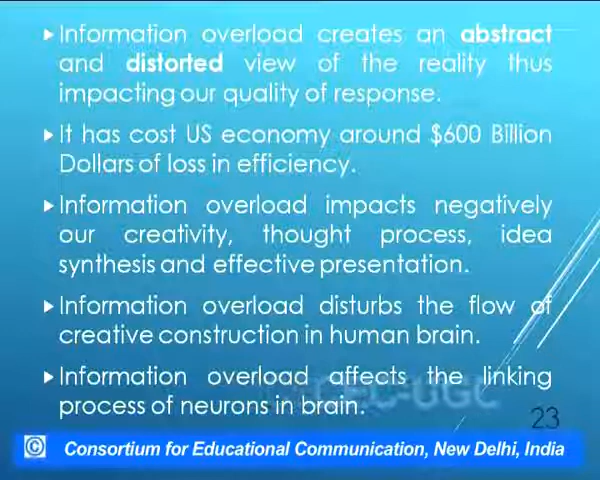 Information overload creates an abstract
and distorted view of the reality thus
impacting our quality of response.
It has cost US economy around $600 Billion
Dollars of loss in efficiency.
Information overload impacts negatively
our creativity, thought process, idea
synthesis and effective presentation.
Information overload disturbs the flow of
creative construction in human brain.
Information overload affects the linking
process of neurons in brain.
CEC-UGC
23
© Consortium for Educational Communication, New Delhi, India